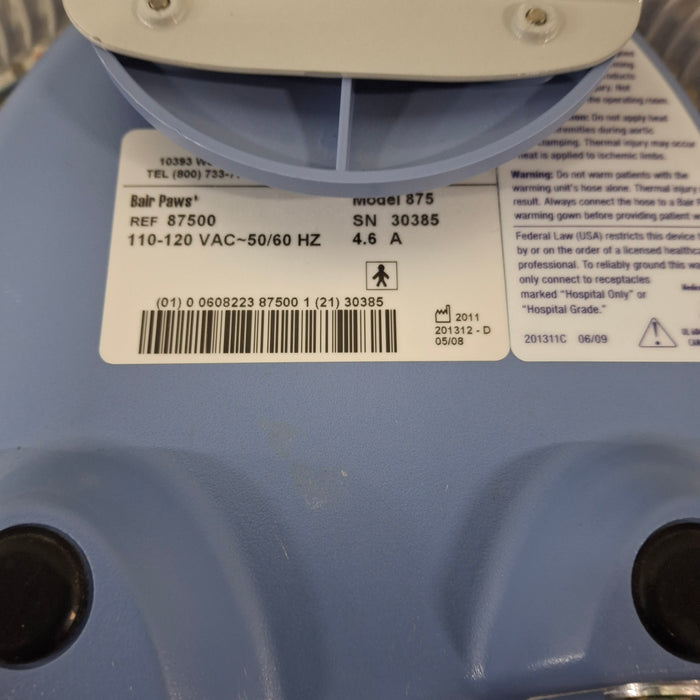 10393 W
TEL (800) 733-7
Bair Paws
Model 875
REF 87500
SN 30385
110-120 VAC~50/60 HZ
4.6 A
(01) 0 0608223 87500 1 (21) 30385
2011
201312 - D
05/08
the operating room.
Do not apply heat
during aortic
Thermal injury may occur
heat is applied to ischemic limbs.
Warning: Do not warm patients with the
warming unit's hose alone. Thermal injury
result. Always connect the hose to a Bair
warming gown before providing patient
Federal Law (USA) restricts this device
by or on the order of a licensed
professional. To reliably ground this
only connect to receptacles
marked "Hospital Only" or
"Hospital Grade."
201311C 06/09